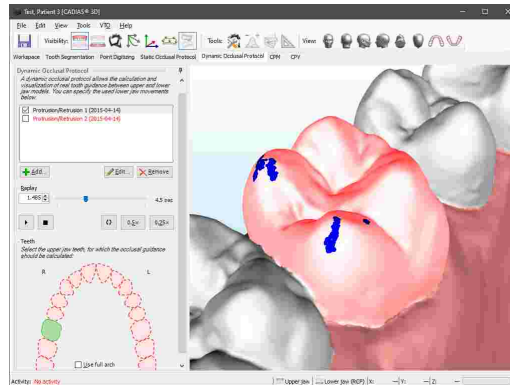 Test, Patient 3 [CADIAS® 3D]
File Edit View Tools VTO Help
Visibility: Tools: View:
Workspace Tooth Segmentation Point Digitizing Static Occlusal Protocol Dynamic Occlusal Protocol CPM CPV
Dynamic Occlusal Protocol
A dynamic occlusal protocol allows the calculation and
visualization of real tooth guidance between upper and lower
jaw models. You can specify the used lower jaw movements
below.
Protrusion/Retrusion 1 (2015-04-14)
Protrusion/Retrusion 2 (2015-04-14)
Add... Edit... Remove
Replay
1.485 4.5 sec
0.5× 0.25×
Teeth
Select the upper jaw teeth, for which the occlusal guidance
should be calculated:
R L
Use full arch
Activity: No activity Upper jaw Lower jaw (RCP) X: — Y: — Z: —